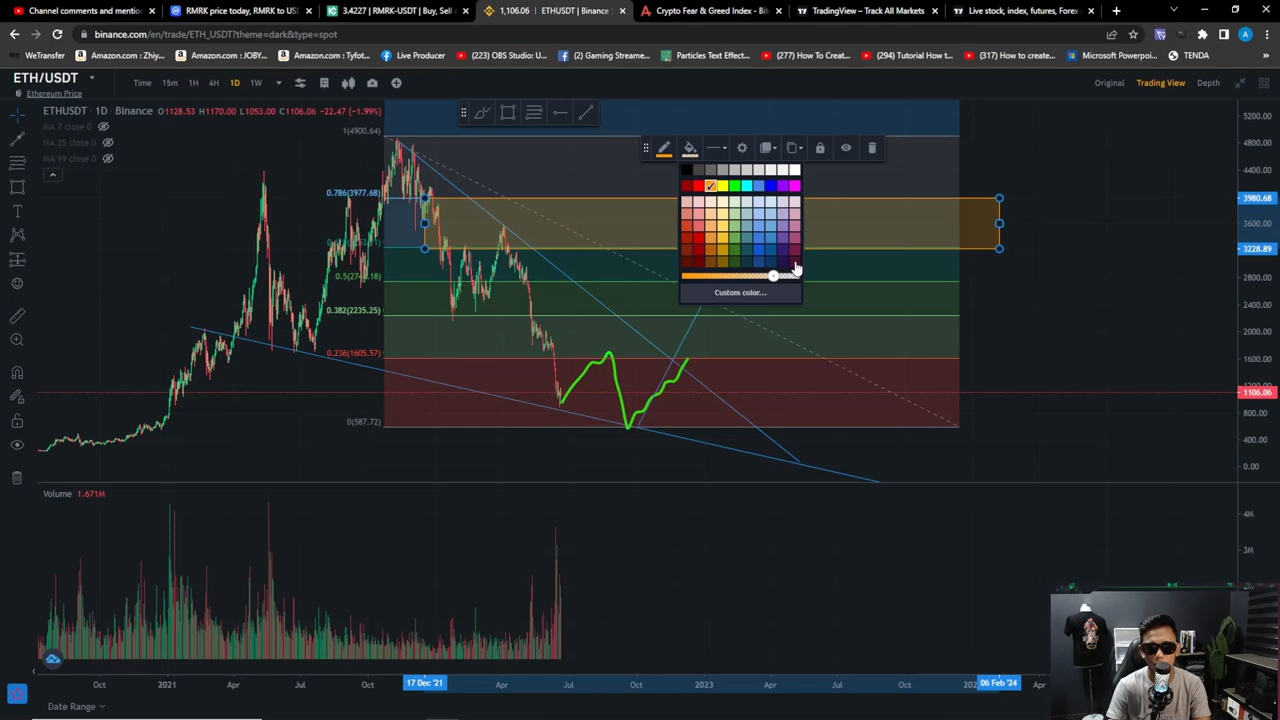 Channel comments and mention
RMRK price today, RMRK to US
3.4227 | RMRK-USDT | Buy, Sell
1,106.06 | ETHUSDT | Binance
Crypto Fear & Greed Index - Bit
TradingView – Track All Markets
Live stock, index, futures, Forex
binance.com/en/trade/ETH_USDT?theme=dark&type=spot
A
WeTransfer
Amazon.com : Zhiy...
Amazon.com : JOBY...
Amazon.com : Tyfot...
Live Producer
(223) OBS Studio: U...
(2) Gaming Streame...
Particles Text Effect...
(277) How To Creat...
(294) Tutorial How T...
(317) How to create...
Microsoft Powerpoi...
TENDA
ETH/USDT
Ethereum Price
Time
15m
1H
4H
1D
1W
Original
Trading View
Depth
ETHUSDT · 1D · Binance
O1128.53 H1170.00 L1053.00 C1106.06 −22.47 (−1.99%)
MA 7 close 0
MA 25 close 0
MA 99 close 0
1(4900.64)
0.786(3977.68)
0.5(2744.18)
0.382(2235.25)
0.236(1605.57)
0(587.72)
Custom color...
5200.00
4800.00
4400.00
3980.68
3600.00
3228.89
2800.00
2400.00
2000.00
1600.00
1106.06
800.00
400.00
0.00
Volume 1.671M
4M
3M
Oct
2021
Apr
Jul
Oct
17 Dec '21
Apr
Jul
Oct
2023
Apr
Jul
Oct
06 Feb '24
Apr
Date Range